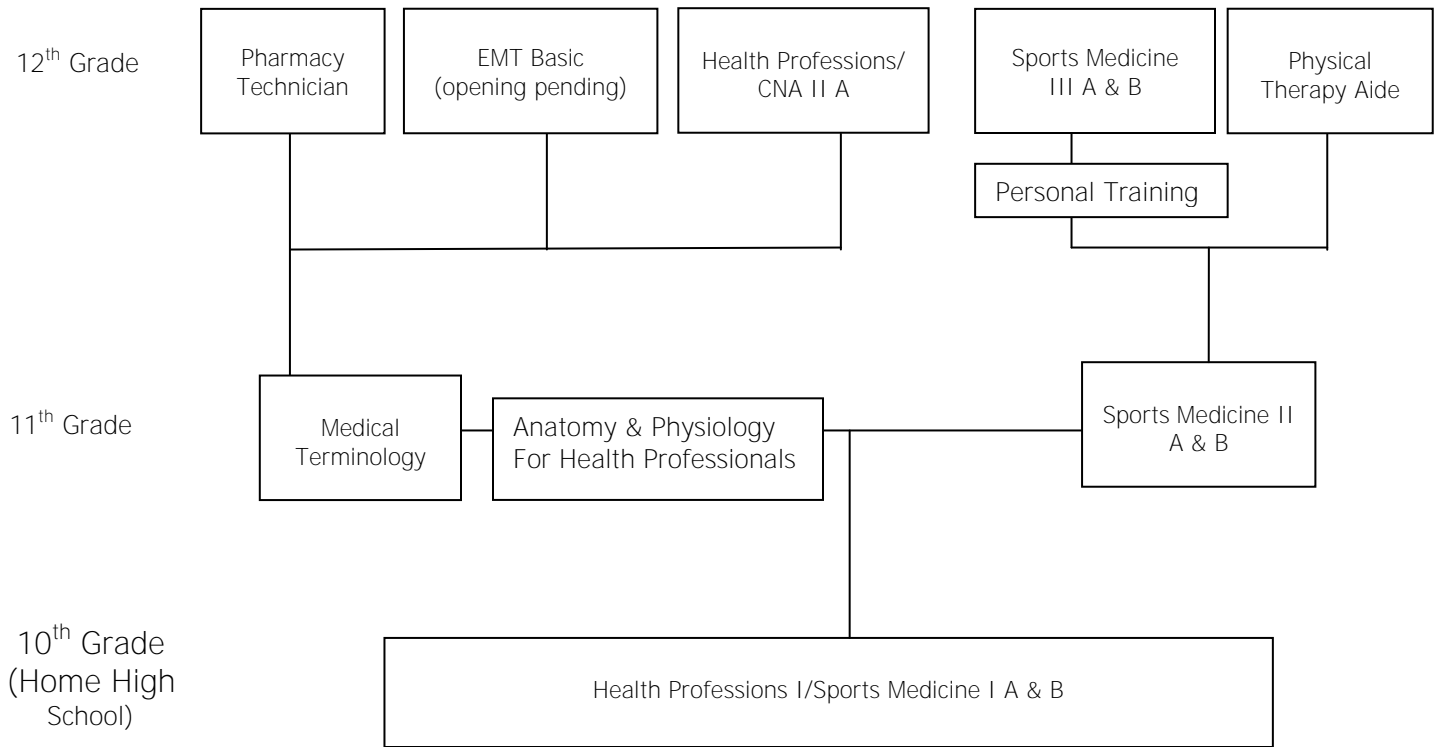 12th Grade
Pharmacy
Technician
EMT Basic
(opening pending)
Health Professions/
CNA II A
Sports Medicine
III A & B
Physical
Therapy Aide
Personal Training
11th Grade
Medical
Terminology
Anatomy & Physiology
For Health Professionals
Sports Medicine II
A & B
10th Grade
(Home High
School)
Health Professions I/Sports Medicine I A & B